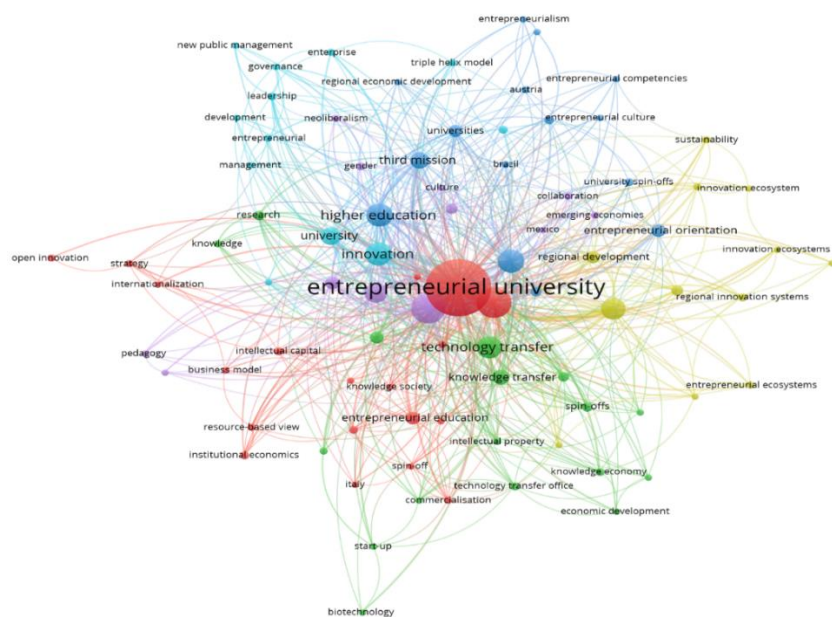 entrepreneurialism
new public management
enterprise
governance
triple helix model
regional economic development
entrepreneurial competencies
leadership
austria
neoliberalism
development
entrepreneurial culture
universities
entrepreneurial
sustainability
third mission
management
gender
brazil
university spin-offs
culture
innovation ecosystem
collaboration
research
higher education
emerging economies
mexico
entrepreneurial orientation
university
knowledge
innovation
innovation ecosystems
open innovation
regional development
strategy
internationalization
entrepreneurial university
regional innovation systems
technology transfer
intellectual capital
pedagogy
business model
knowledge transfer
knowledge society
entrepreneurial ecosystems
spin-offs
entrepreneurial education
resource-based view
intellectual property
institutional economics
spin-off
knowledge economy
italy
technology transfer office
commercialisation
economic development
start-up
biotechnology